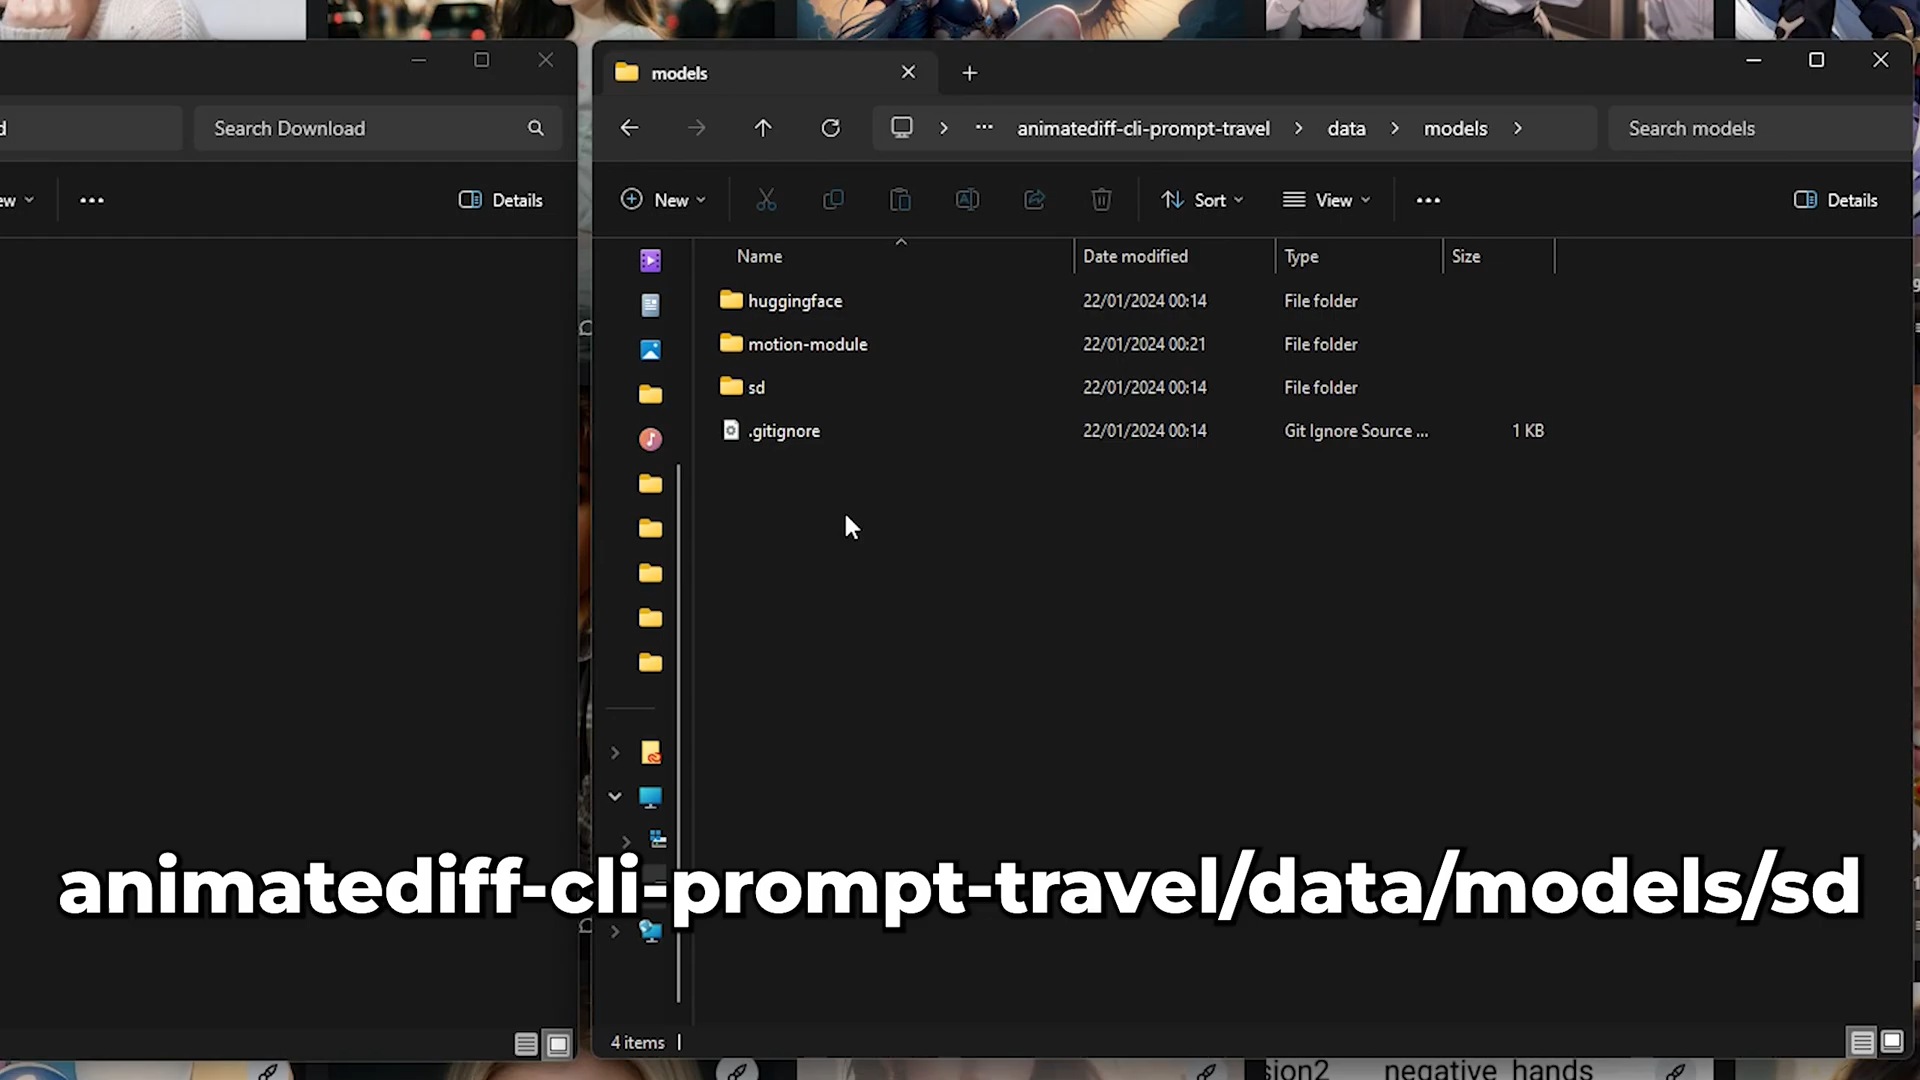 models
d
Search Download
animatediff-cli-prompt-travel
data
models
Search models
ew
Details
New
Sort
View
Details
Name
Date modified
Type
Size
huggingface
22/01/2024 00:14
File folder
motion-module
22/01/2024 00:21
File folder
sd
22/01/2024 00:14
File folder
.gitignore
22/01/2024 00:14
Git Ignore Source ...
1 KB
animatediff-cli-prompt-travel/data/models/sd
4 items
sion2
negative_hands